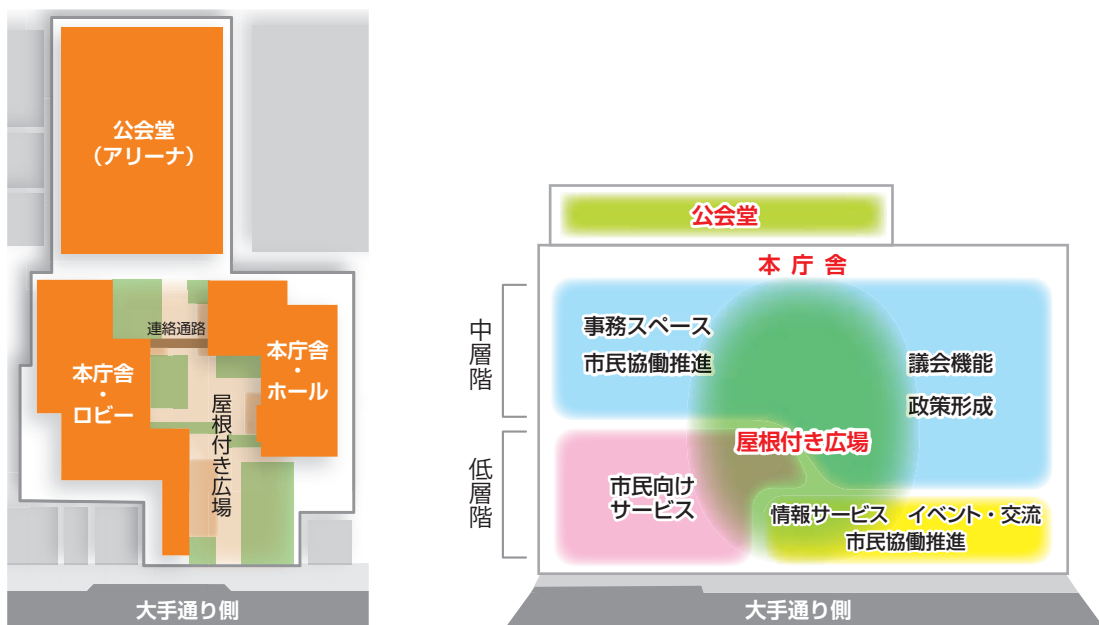 公会堂
（アリーナ）
連絡通路
本庁舎
・
ロビー
本庁舎
・
ホール
屋根付き広場
大手通り側
公会堂
本庁舎
中層階
事務スペース
市民協働推進
議会機能
政策形成
屋根付き広場
低層階
市民向け
サービス
情報サービス　イベント・交流
市民協働推進
大手通り側